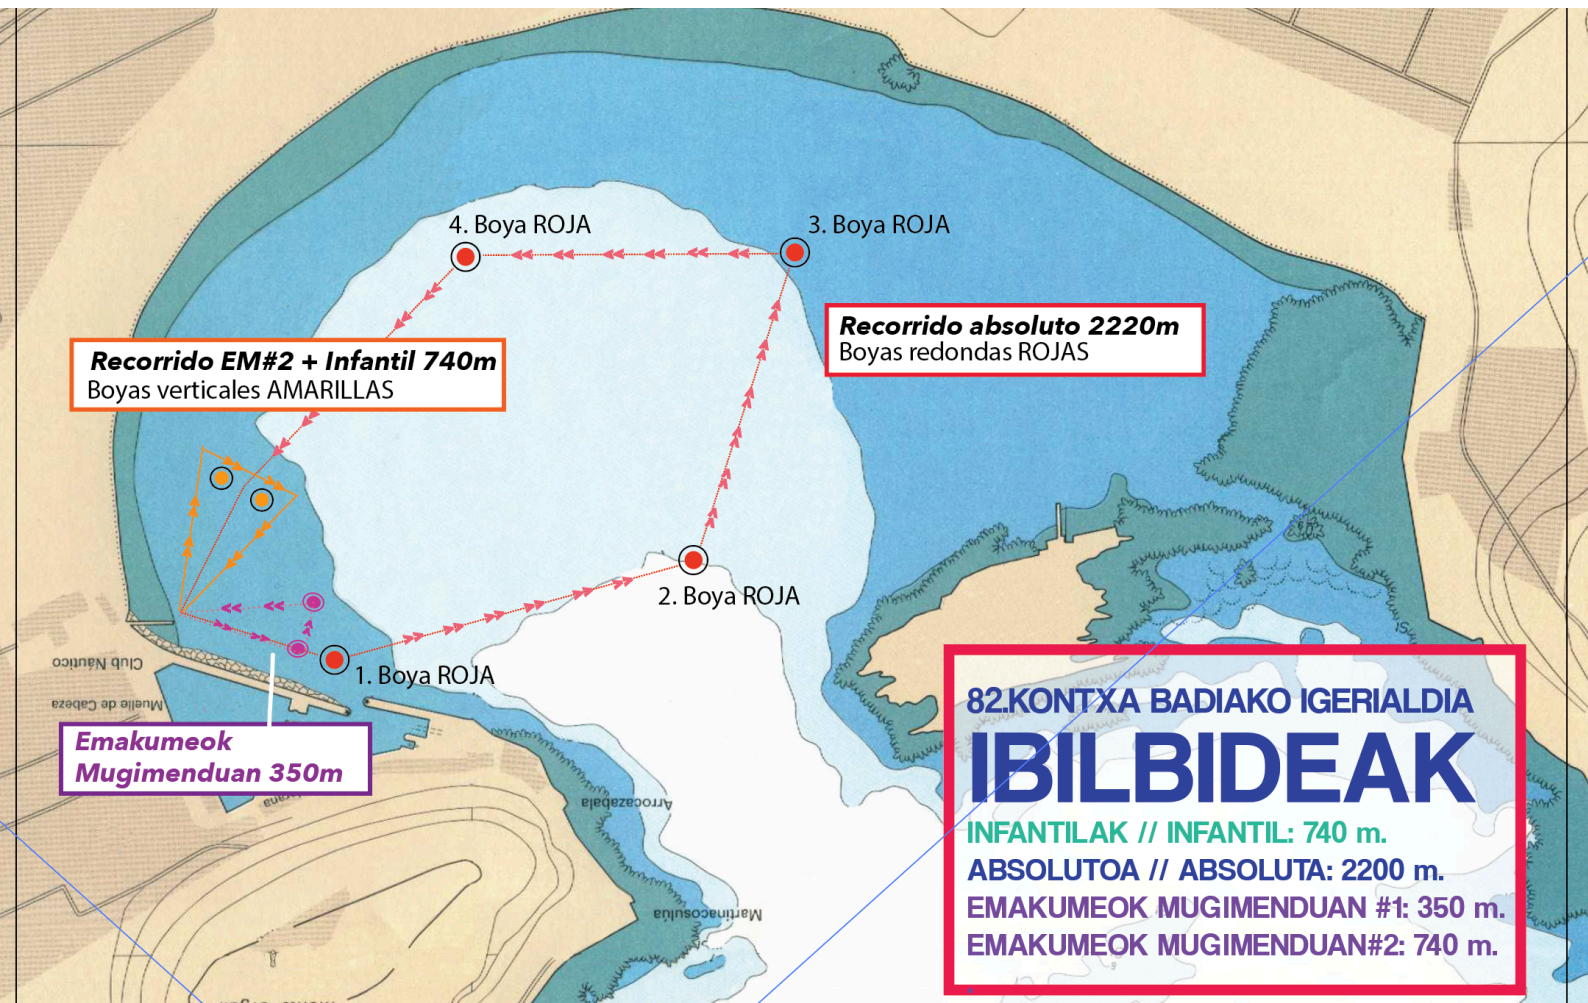 4. Boya ROJA
3. Boya ROJA
Recorrido absoluto 2220m
Boyas redondas ROJAS
Recorrido EM#2 + Infantil 740m
Boyas verticales AMARILLAS
2. Boya ROJA
1. Boya ROJA
Club Náutico
Muelle de Cabeza
Emakumeok
Mugimenduan 350m
Arrocazabala
Martinacosulua
82.KONTXA BADIAKO IGERIALDIA
IBILBIDEAK
INFANTILAK // INFANTIL: 740 m.
ABSOLUTOA // ABSOLUTA: 2200 m.
EMAKUMEOK MUGIMENDUAN #1: 350 m.
EMAKUMEOK MUGIMENDUAN#2: 740 m.